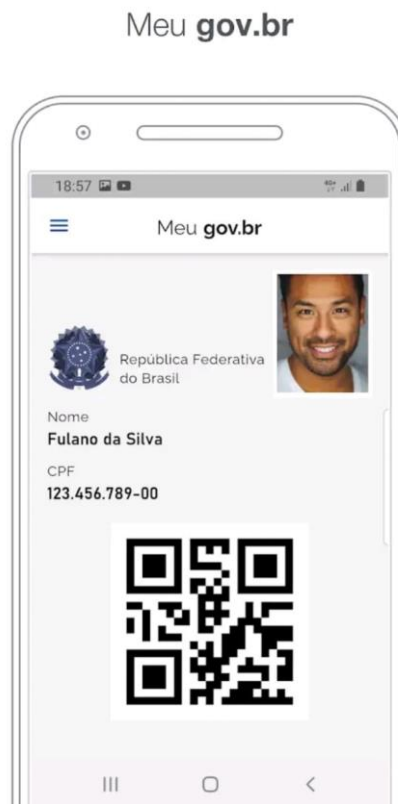 Meu gov.br
18:57
Meu gov.br
República Federativa
do Brasil
Nome
Fulano da Silva
CPF
123.456.789-00